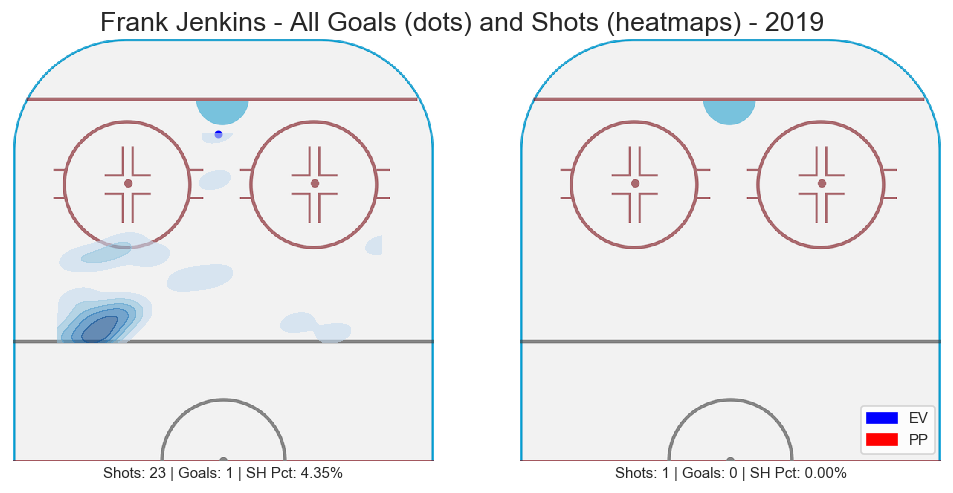 Frank Jenkins - All Goals (dots) and Shots (heatmaps) - 2019
EV
PP
Shots: 23 | Goals: 1 | SH Pct: 4.35%
Shots: 1 | Goals: 0 | SH Pct: 0.00%